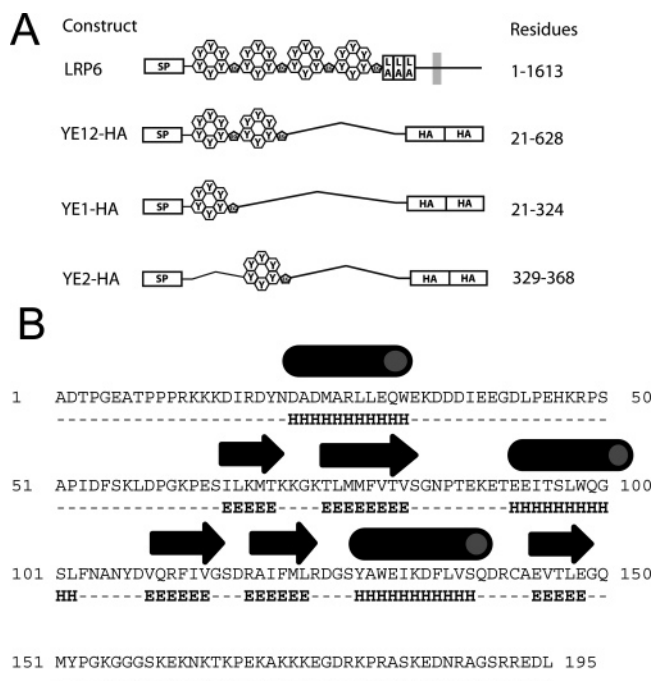 A
Construct Residues
LRP6 SP Y Y Y Y Y Y Y Y Y Y Y Y Y Y Y Y Y Y Y Y Y Y Y Y L A L A L A 1-1613
YE12-HA SP Y Y Y Y Y Y Y Y Y Y Y Y HA HA 21-628
YE1-HA SP Y Y Y Y Y Y HA HA 21-324
YE2-HA SP Y Y Y Y Y Y HA HA 329-368
B
1 ADTPGEATPPPRKKKDIRDYNDADMARLLEQWEKDDDIEEGDLPEHKRPS 50
---------------------HHHHHHHHHHH------------------
51 APIDFSKLDPGKPESILKMTKKGKTLMMFVTVSGNPTEKETEEITSLWQG 100
---------------EEEEE----EEEEEEEE---------HHHHHHHHH
101 SLFNANYDVQRFIVGSDRAIFMLRDGSYAWEIKDFLVSQDRCAEVTLEGQ 150
HH------EEEEEE---EEEEEE----HHHHHHHHHHH-----EEEEE--
151 MYPGKGGGSKEKNKTKPEKAKKKEGDRKPRASKEDNRAGSRREDL 195